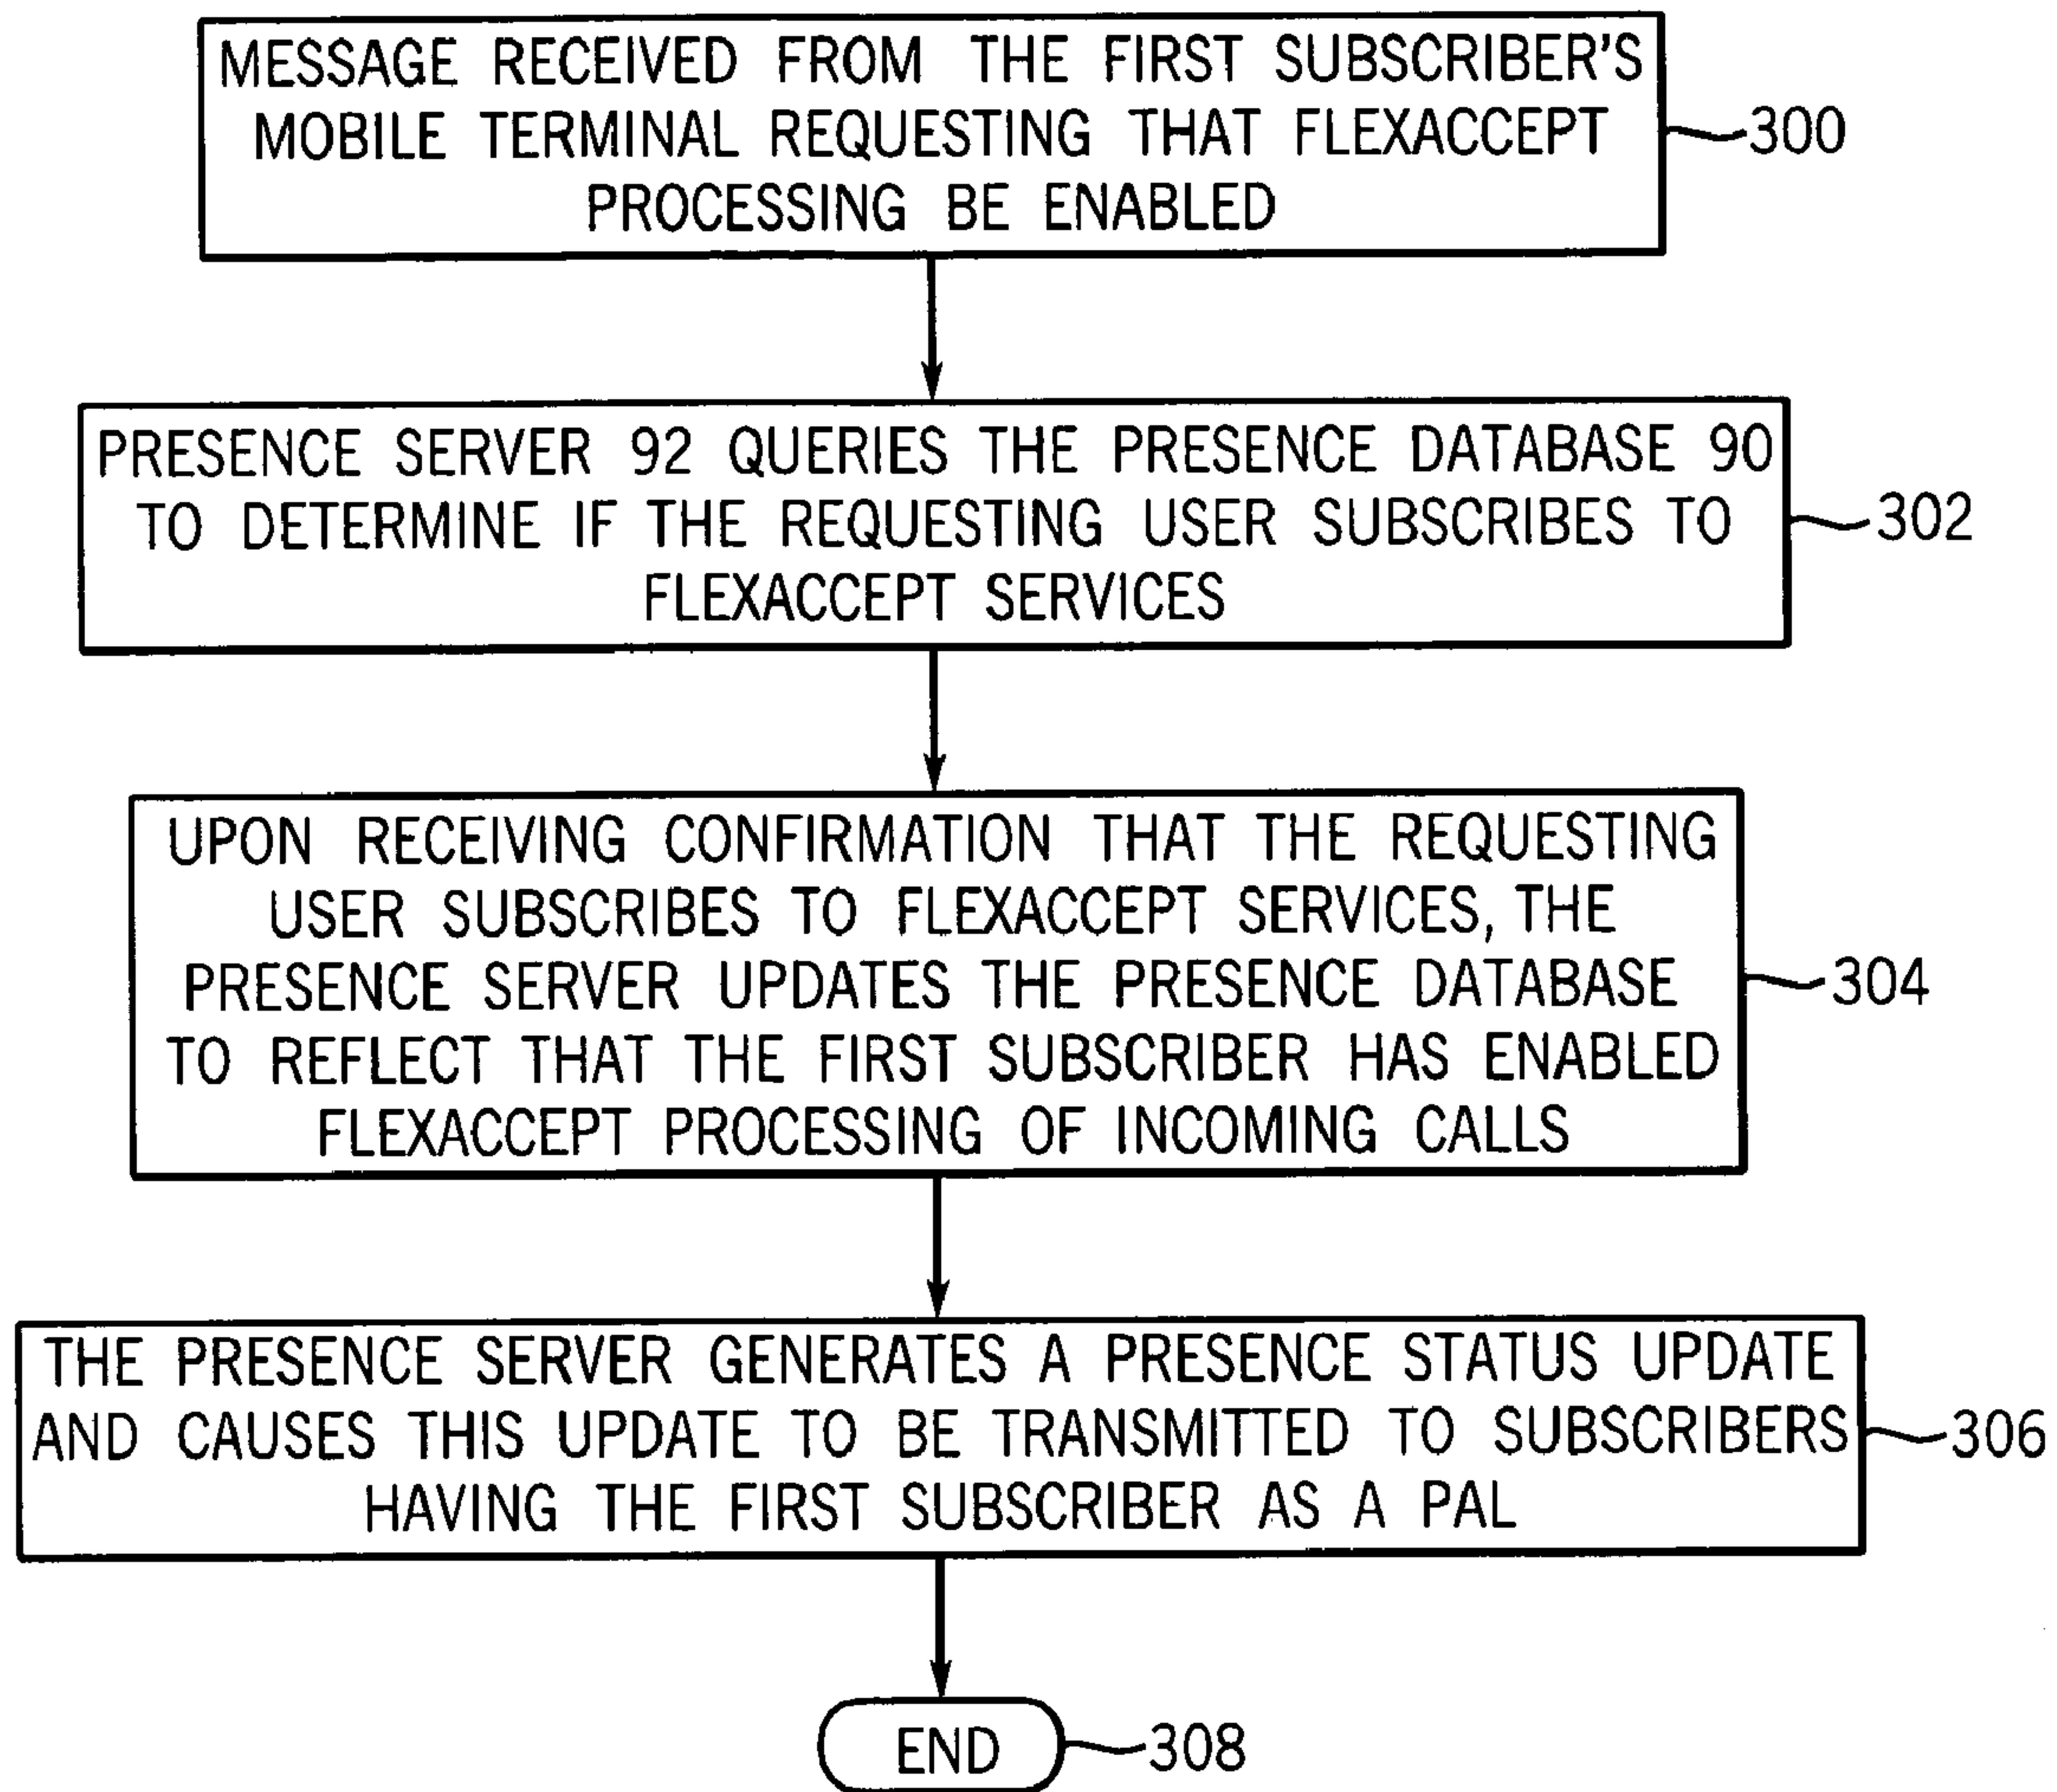 MESSAGE RECEIVED FROM THE FIRST SUBSCRIBER'S
MOBILE TERMINAL REQUESTING THAT FLEXACCEPT
PROCESSING BE ENABLED
300
PRESENCE SERVER 92 QUERIES THE PRESENCE DATABASE 90
TO DETERMINE IF THE REQUESTING USER SUBSCRIBES TO
FLEXACCEPT SERVICES
302
UPON RECEIVING CONFIRMATION THAT THE REQUESTING
USER SUBSCRIBES TO FLEXACCEPT SERVICES, THE
PRESENCE SERVER UPDATES THE PRESENCE DATABASE
TO REFLECT THAT THE FIRST SUBSCRIBER HAS ENABLED
FLEXACCEPT PROCESSING OF INCOMING CALLS
304
THE PRESENCE SERVER GENERATES A PRESENCE STATUS UPDATE
AND CAUSES THIS UPDATE TO BE TRANSMITTED TO SUBSCRIBERS
HAVING THE FIRST SUBSCRIBER AS A PAL
306
END
308